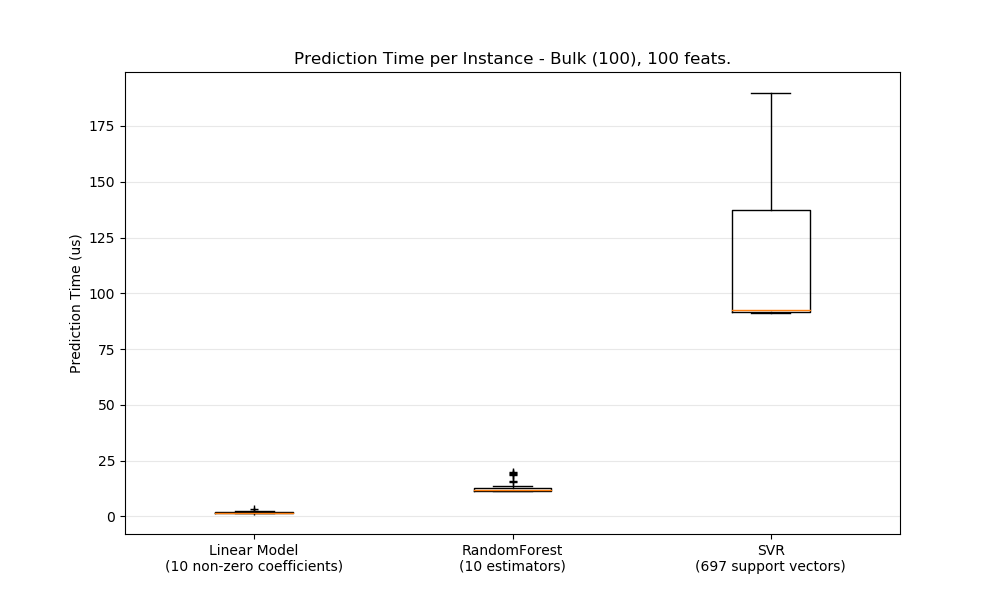 Prediction Time per Instance - Bulk (100), 100 feats.
Prediction Time (us)
175
150
125
100
75
50
25
0
Linear Model
(10 non-zero coefficients)
RandomForest
(10 estimators)
SVR
(697 support vectors)